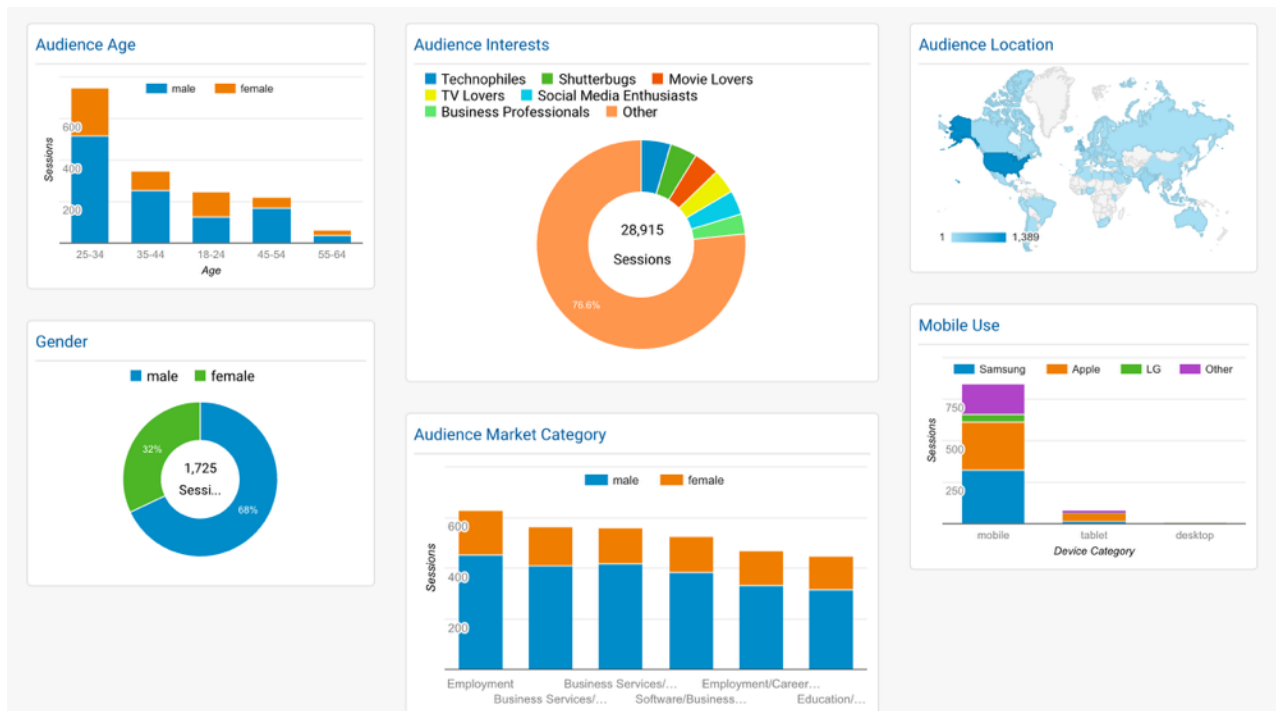 Audience Age
male female
600
400
200
Sessions
25-34 35-44 18-24 45-54 55-64
Age
Gender
male female
32%
1,725
Sessi...
68%
Audience Interests
Technophiles Shutterbugs Movie Lovers
TV Lovers Social Media Enthusiasts
Business Professionals Other
28,915
Sessions
76.6%
Audience Market Category
male female
600
400
200
Sessions
Employment Business Services/... Employment/Career...
Business Services/... Software/Business... Education/...
Audience Location
1 1,389
Mobile Use
Samsung Apple LG Other
750
500
250
Sessions
mobile tablet desktop
Device Category